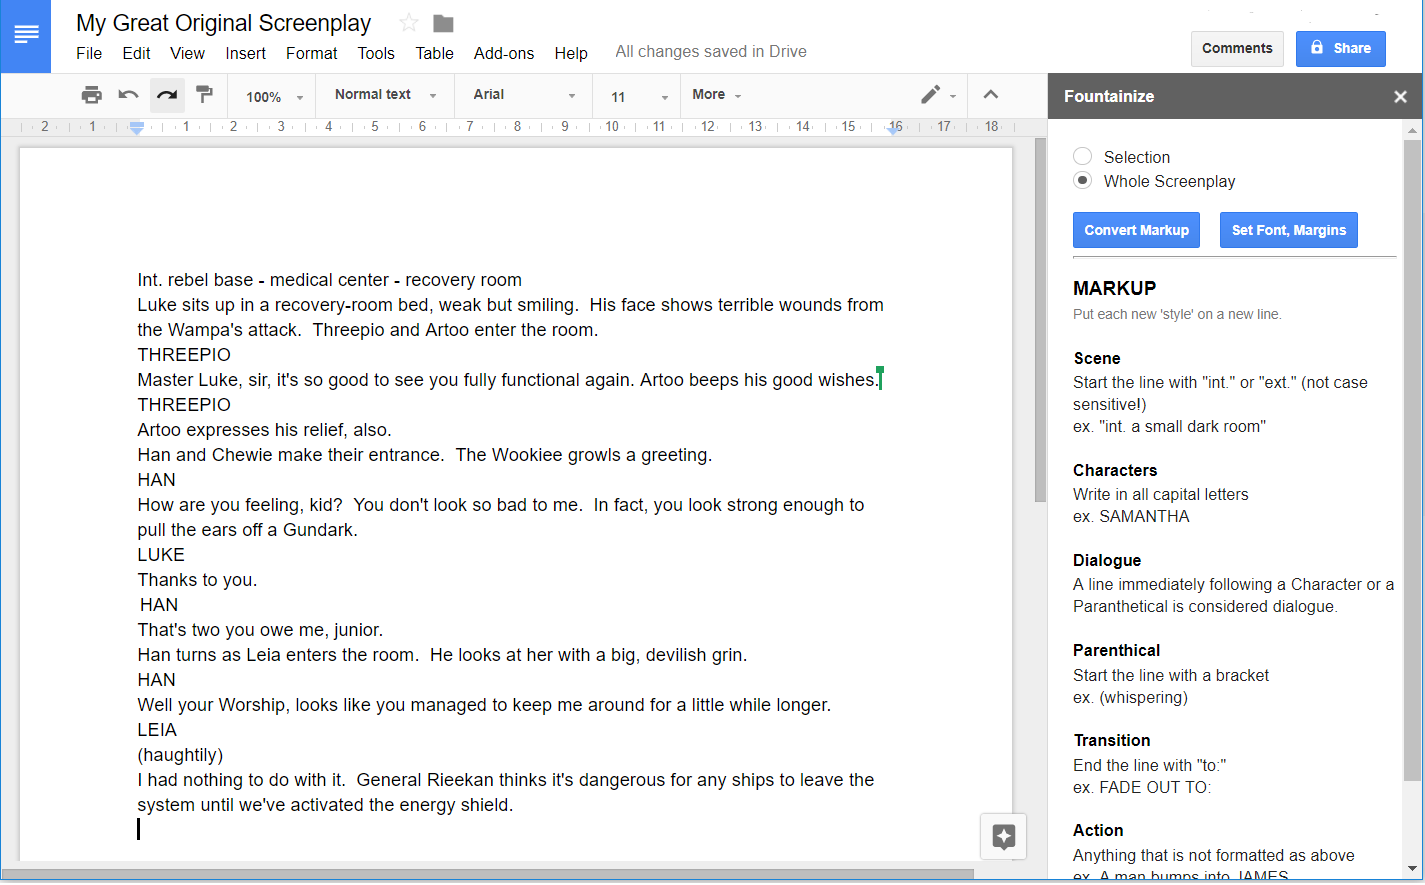 My Great Original Screenplay
File Edit View Insert Format Tools Table Add-ons Help All changes saved in Drive
Comments Share
100% Normal text Arial 11 More
2 1 1 2 3 4 5 6 7 8 9 10 11 12 13 14 15 16 17 18
Int. rebel base - medical center - recovery room
Luke sits up in a recovery-room bed, weak but smiling.  His face shows terrible wounds from
the Wampa's attack.  Threepio and Artoo enter the room.
THREEPIO
Master Luke, sir, it's so good to see you fully functional again. Artoo beeps his good wishes.
THREEPIO
Artoo expresses his relief, also.
Han and Chewie make their entrance.  The Wookiee growls a greeting.
HAN
How are you feeling, kid?  You don't look so bad to me.  In fact, you look strong enough to
pull the ears off a Gundark.
LUKE
Thanks to you.
HAN
That's two you owe me, junior.
Han turns as Leia enters the room.  He looks at her with a big, devilish grin.
HAN
Well your Worship, looks like you managed to keep me around for a little while longer.
LEIA
(haughtily)
I had nothing to do with it.  General Rieekan thinks it's dangerous for any ships to leave the
system until we've activated the energy shield.
Fountainize
Selection
Whole Screenplay
Convert Markup Set Font, Margins
MARKUP
Put each new 'style' on a new line.
Scene
Start the line with "int." or "ext." (not case
sensitive!)
ex. "int. a small dark room"
Characters
Write in all capital letters
ex. SAMANTHA
Dialogue
A line immediately following a Character or a
Paranthetical is considered dialogue.
Parenthical
Start the line with a bracket
ex. (whispering)
Transition
End the line with "to:"
ex. FADE OUT TO:
Action
Anything that is not formatted as above
ex. A man bumps into JAMES